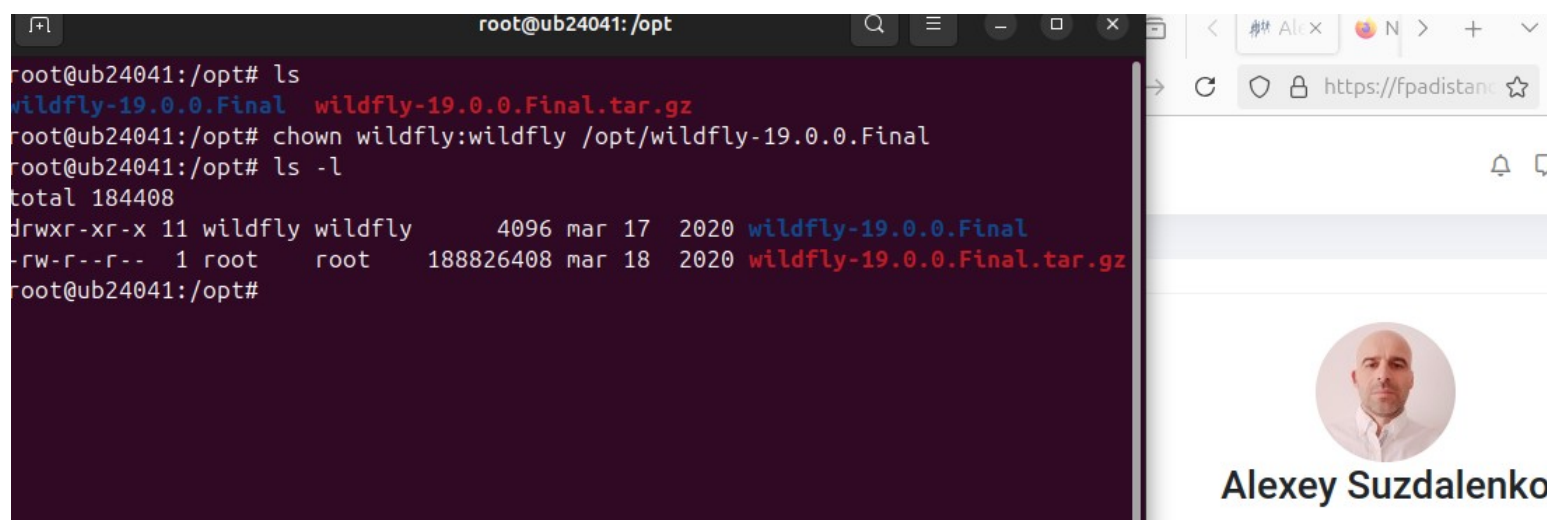 root@ub24041: /opt
root@ub24041:/opt# ls
wildfly-19.0.0.Final  wildfly-19.0.0.Final.tar.gz
root@ub24041:/opt# chown wildfly:wildfly /opt/wildfly-19.0.0.Final
root@ub24041:/opt# ls -l
total 184408
drwxr-xr-x 11 wildfly wildfly      4096 mar 17  2020 wildfly-19.0.0.Final
-rw-r--r--  1 root    root    188826408 mar 18  2020 wildfly-19.0.0.Final.tar.gz
root@ub24041:/opt#
Ale
N
https://fpadistanc
Alexey Suzdalenko